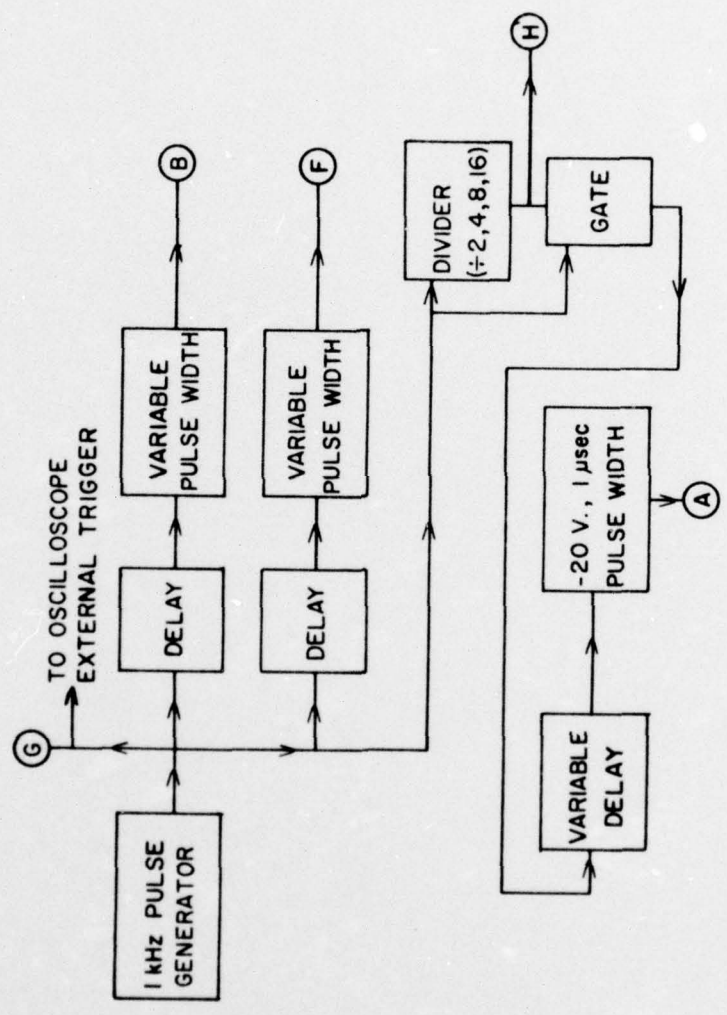 G
TO OSCILLOSCOPE
EXTERNAL TRIGGER
1 kHz PULSE
GENERATOR
DELAY
VARIABLE
PULSE WIDTH
B
DELAY
VARIABLE
PULSE WIDTH
F
DIVIDER
(÷2,4,8,16)
H
GATE
VARIABLE
DELAY
-20 V., 1 μsec
PULSE WIDTH
A